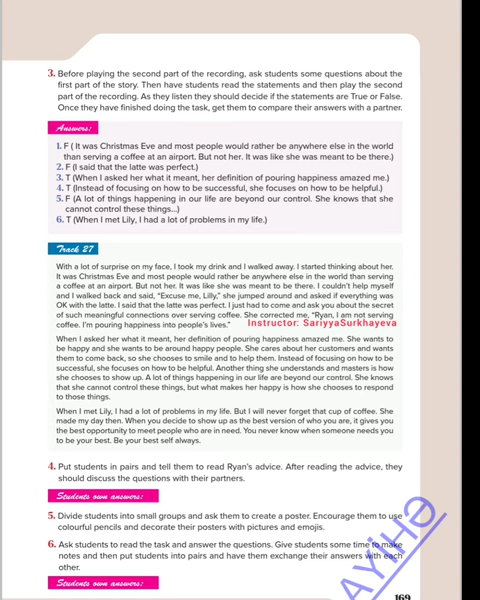 3. Before playing the second part of the recording, ask students some questions about the
first part of the story. Then have students read the statements and then play the second
part of the recording. As they listen they should decide if the statements are True or False.
Once they have finished doing the task, get them to compare their answers with a partner.
Answers:
1. F ( It was Christmas Eve and most people would rather be anywhere else in the world
than serving a coffee at an airport. But not her. It was like she was meant to be there.)
2. F (I said that the latte was perfect.)
3. T (When I asked her what it meant, her definition of pouring happiness amazed me.)
4. T (Instead of focusing on how to be successful, she focuses on how to be helpful.)
5. F (A lot of things happening in our life are beyond our control. She knows that she
cannot control these things...)
6. T (When I met Lily, I had a lot of problems in my life.)
Track 27
With a lot of surprise on my face, I took my drink and I walked away. I started thinking about her.
It was Christmas Eve and most people would rather be anywhere else in the world than serving
a coffee at an airport. But not her. It was like she was meant to be there. I couldn't help myself
and I walked back and said, "Excuse me, Lilly," she jumped around and asked if everything was
OK with the latte. I said that the latte was perfect. I just had to come and ask you about the secret
of such meaningful connections over serving coffee. She corrected me, "Ryan, I am not serving
coffee. I'm pouring happiness into people's lives."
Instructor: SariyyaSurkhayeva
When I asked her what it meant, her definition of pouring happiness amazed me. She wants to
be happy and she wants to be around happy people. She cares about her customers and wants
them to come back, so she chooses to smile and to help them. Instead of focusing on how to be
successful, she focuses on how to be helpful. Another thing she understands and masters is how
she chooses to show up. A lot of things happening in our life are beyond our control. She knows
that she cannot control these things, but what makes her happy is how she chooses to respond
to those things.
When I met Lily, I had a lot of problems in my life. But I will never forget that cup of coffee. She
made my day then. When you decide to show up as the best version of who you are, it gives you
the best opportunity to meet people who are in need. You never know when someone needs you
to be your best. Be your best self always.
4. Put students in pairs and tell them to read Ryan's advice. After reading the advice, they
should discuss the questions with their partners.
Students own answers:
5. Divide students into small groups and ask them to create a poster. Encourage them to use
colourful pencils and decorate their posters with pictures and emojis.
6. Ask students to read the task and answer the questions. Give students some time to make
notes and then put students into pairs and have them exchange their answers with each
other.
Students own answers:
169